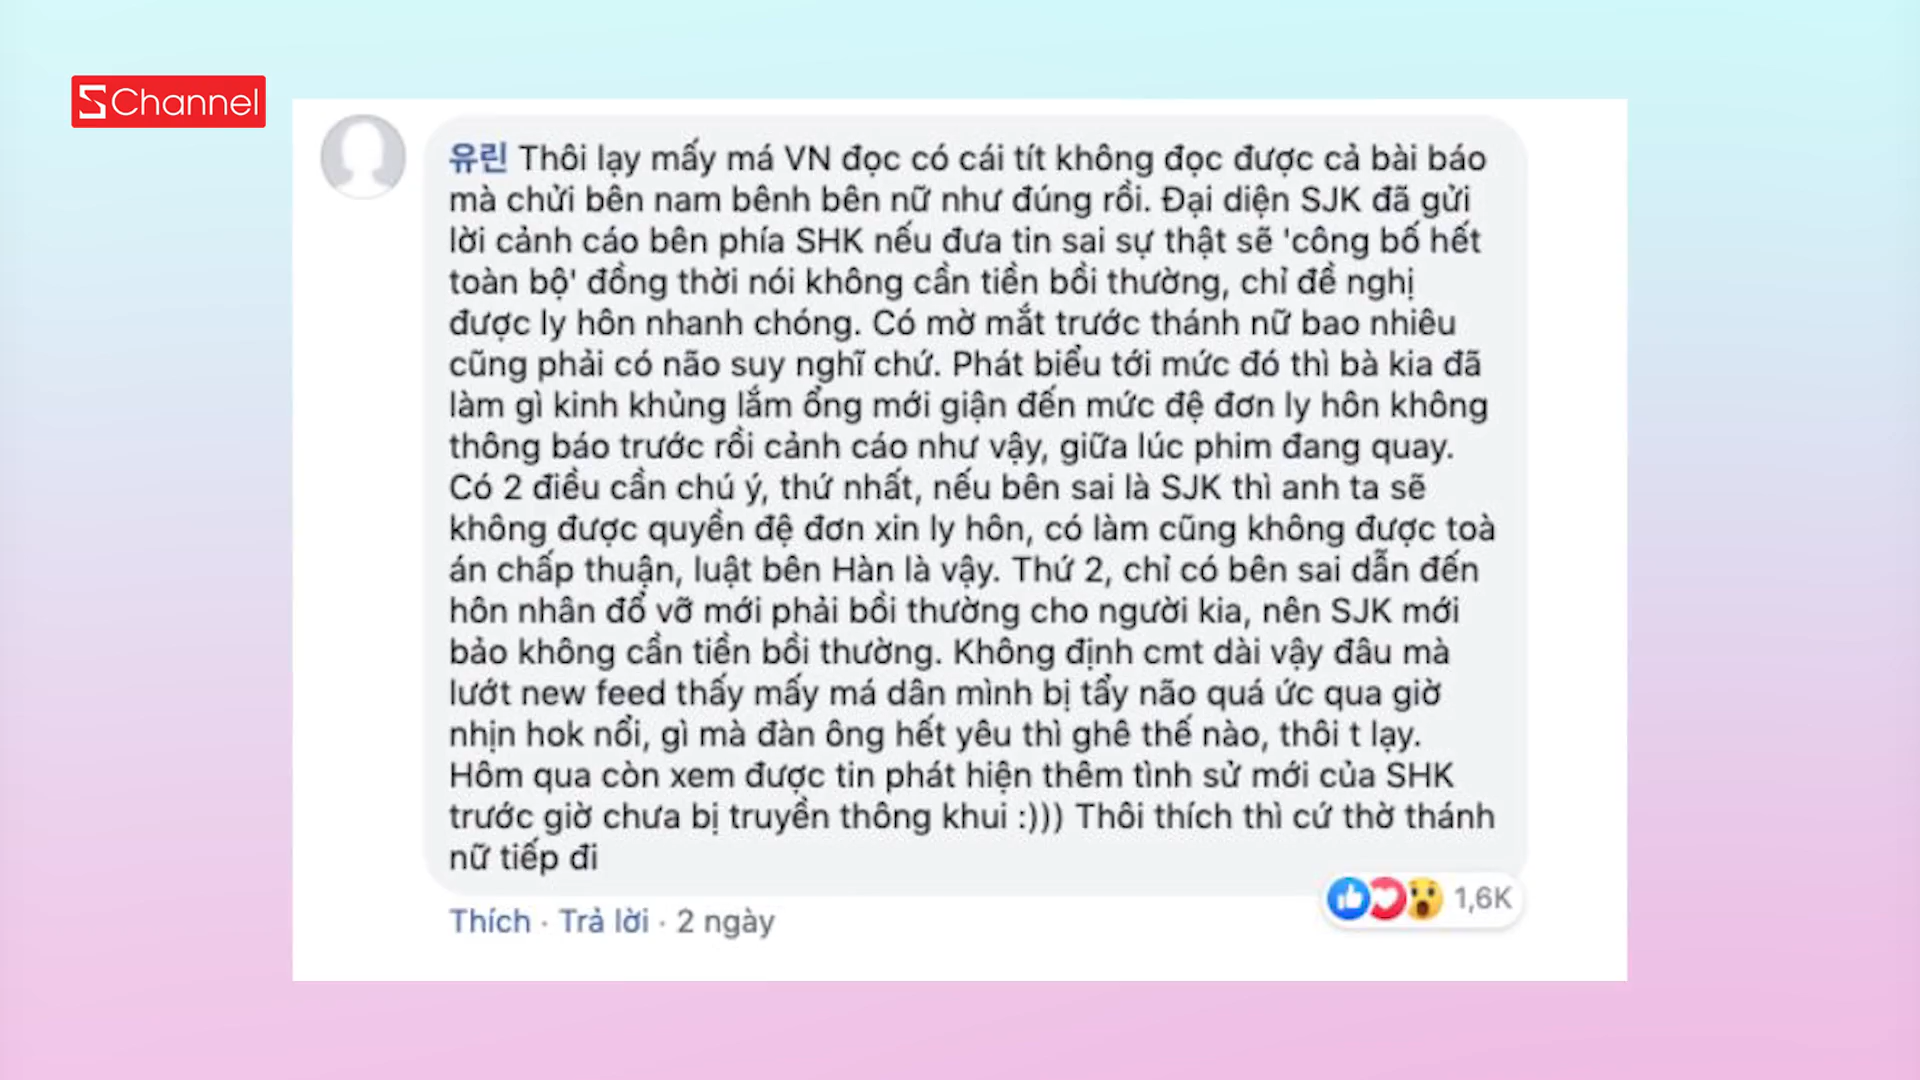 SChannel
유린 Thôi lạy mấy má VN đọc có cái tít không đọc được cả bài báo
mà chửi bên nam bênh bên nữ như đúng rồi. Đại diện SJK đã gửi
lời cảnh cáo bên phía SHK nếu đưa tin sai sự thật sẽ 'công bố hết
toàn bộ' đồng thời nói không cần tiền bồi thường, chỉ đề nghị
được ly hôn nhanh chóng. Có mờ mắt trước thánh nữ bao nhiêu
cũng phải có não suy nghĩ chứ. Phát biểu tới mức đó thì bà kia đã
làm gì kinh khủng lắm ổng mới giận đến mức đệ đơn ly hôn không
thông báo trước rồi cảnh cáo như vậy, giữa lúc phim đang quay.
Có 2 điều cần chú ý, thứ nhất, nếu bên sai là SJK thì anh ta sẽ
không được quyền đệ đơn xin ly hôn, có làm cũng không được toà
án chấp thuận, luật bên Hàn là vậy. Thứ 2, chỉ có bên sai dẫn đến
hôn nhân đổ vỡ mới phải bồi thường cho người kia, nên SJK mới
bảo không cần tiền bồi thường. Không định cmt dài vậy đâu mà
lướt new feed thấy mấy má dân mình bị tẩy não quá ức qua giờ
nhịn hok nổi, gì mà đàn ông hết yêu thì ghê thế nào, thôi t lạy.
Hôm qua còn xem được tin phát hiện thêm tình sử mới của SHK
trước giờ chưa bị truyền thông khui :))) Thôi thích thì cứ thờ thánh
nữ tiếp đi
1,6K
Thích · Trả lời · 2 ngày